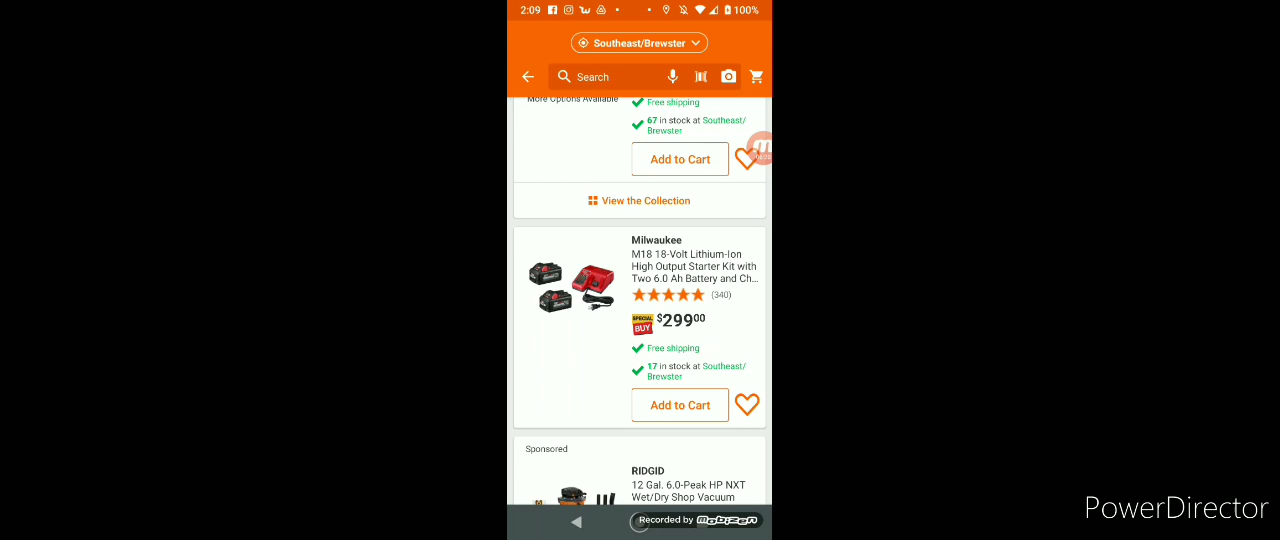 2:09
100%
Southeast/Brewster
Search
More Options Available
Free shipping
67 in stock at Southeast/
Brewster
Add to Cart
View the Collection
Milwaukee
M18 18-Volt Lithium-Ion
High Output Starter Kit with
Two 6.0 Ah Battery and Ch...
(340)
SPECIAL
BUY
$29900
Free shipping
17 in stock at Southeast/
Brewster
Add to Cart
Sponsored
RIDGID
12 Gal. 6.0-Peak HP NXT
Wet/Dry Shop Vacuum
Recorded by mobizen
PowerDirector